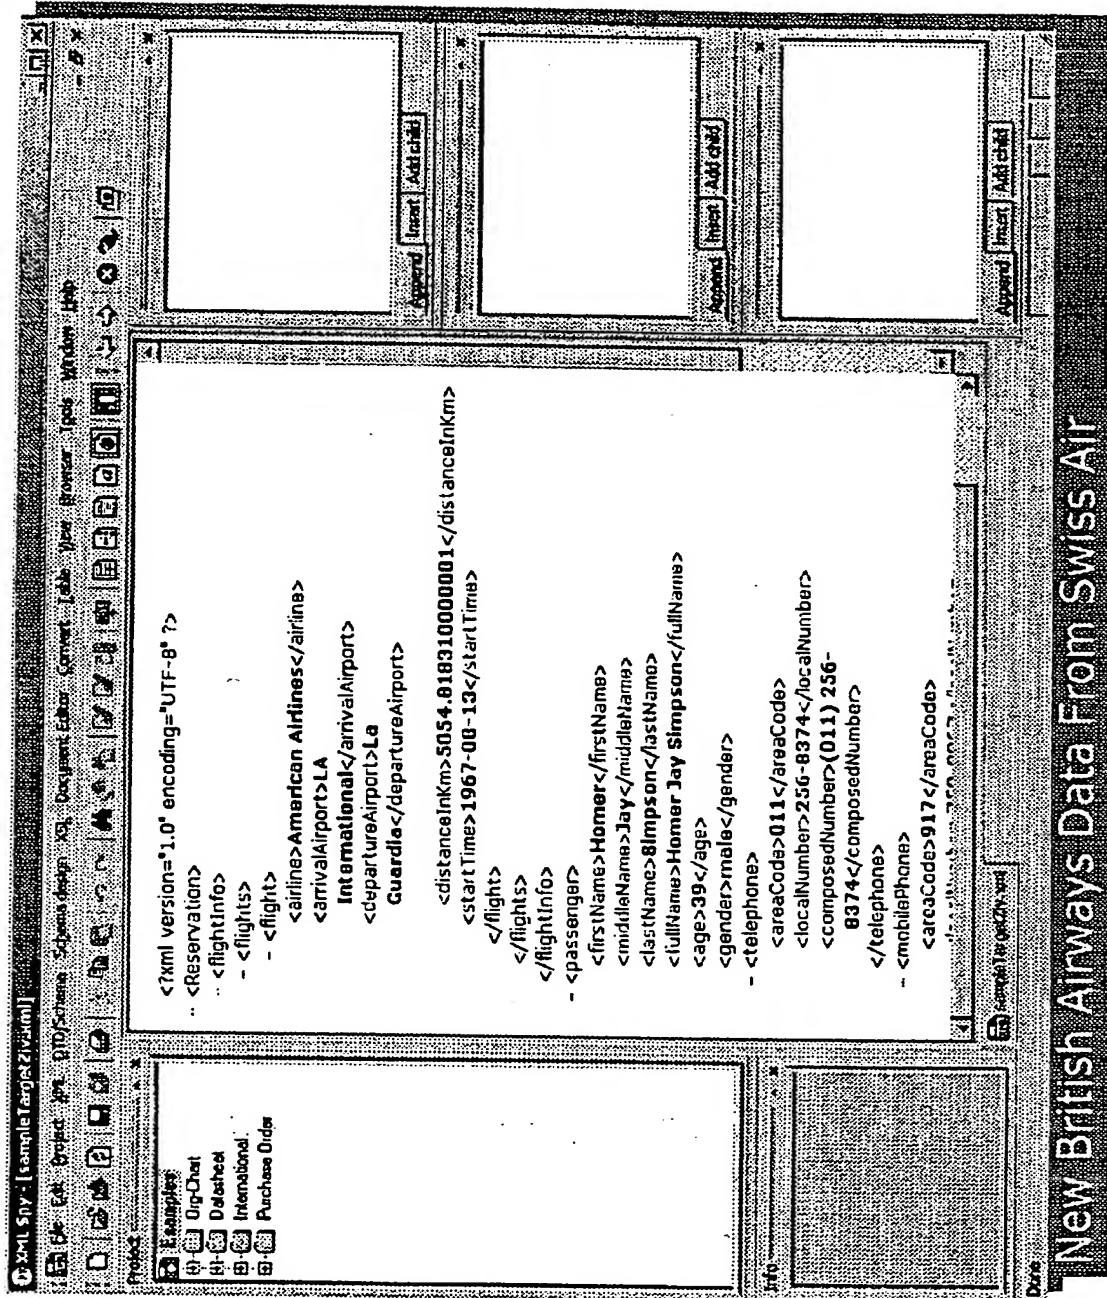 XML Spy - [sampleTargetZiv.xml]
File Edit Project XML DTD/Schema Schema design XSL Document Editor Convert Table View Browser Tools Window Help
Project
Examples
Org-Chart
Datasheet
International
Purchase Order
Info
<?xml version="1.0" encoding="UTF-8" ?>
- <Reservation>
- <flightInfo>
- <flights>
- <flight>
<airline>American Airlines</airline>
<arrivalAirport>LA
International</arrivalAirport>
<departureAirport>La
Guardia</departureAirport>
<distanceInKm>5054.818310000001</distanceInKm>
<startTime>1967-08-13</startTime>
</flight>
</flights>
</flightInfo>
- <passenger>
<firstName>Homer</firstName>
<middleName>Jay</middleName>
<lastName>Simpson</lastName>
<fullName>Homer Jay Simpson</fullName>
<age>39</age>
<gender>male</gender>
- <telephone>
<areaCode>011</areaCode>
<localNumber>256-8374</localNumber>
<composedNumber>(011) 256-
8374</composedNumber>
</telephone>
- <mobilePhone>
<areaCode>917</areaCode>
SampleTargetZiv.xml
Append Insert Add child
Append Insert Add child
Append Insert Add child
Done
New British Airways Data From Swiss Air